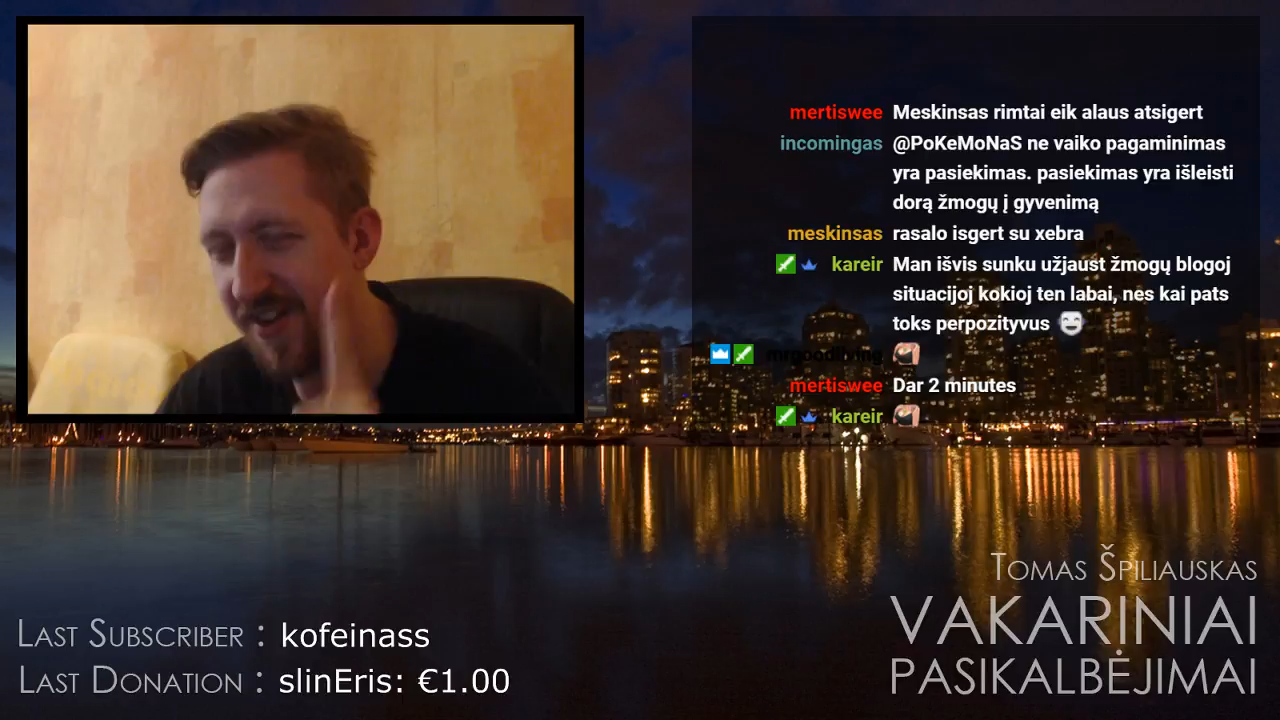 mertiswee Meskinsas rimtai eik alaus atsigert
incomingas @PoKeMoNaS ne vaiko pagaminimas
yra pasiekimas. pasiekimas yra išleisti
dorą žmogų į gyvenimą
meskinsas rasalo isgert su xebra
kareir Man išvis sunku užjaust žmogų blogoj
situacijoj kokioj ten labai, nes kai pats
toks perpozityvus
mrgoodliving
mertiswee Dar 2 minutes
kareir
Tomas Špiliauskas
VAKARINIAI
PASIKALBĖJIMAI
Last Subscriber : kofeinass
Last Donation : slinEris: €1.00